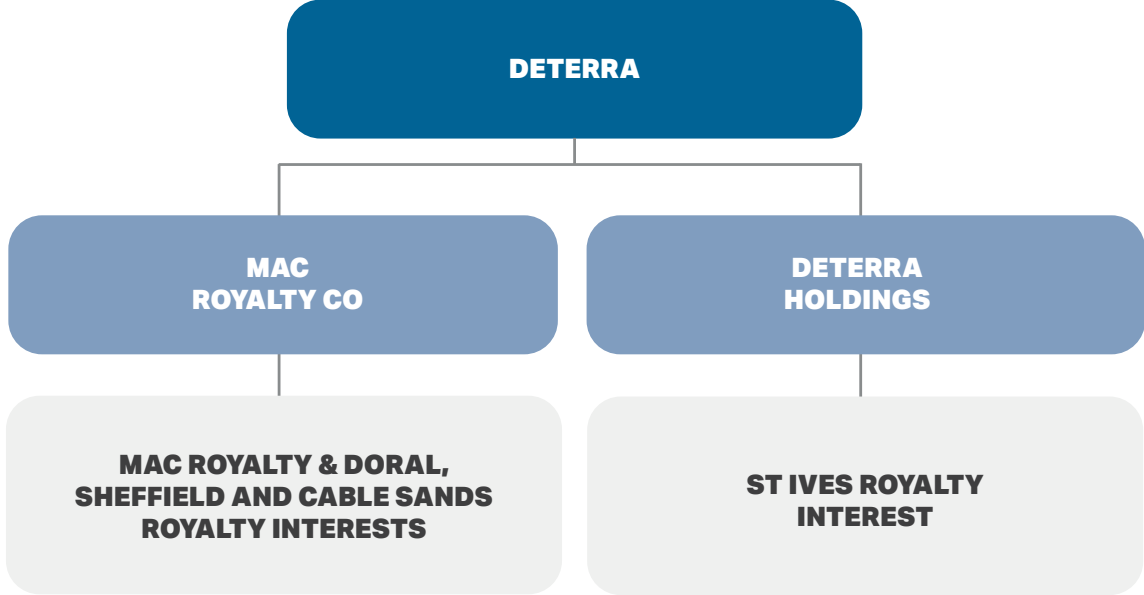 DETERRA
MAC
ROYALTY CO
DETERRA
HOLDINGS
MAC ROYALTY & DORAL,
SHEFFIELD AND CABLE SANDS
ROYALTY INTERESTS
ST IVES ROYALTY
INTEREST